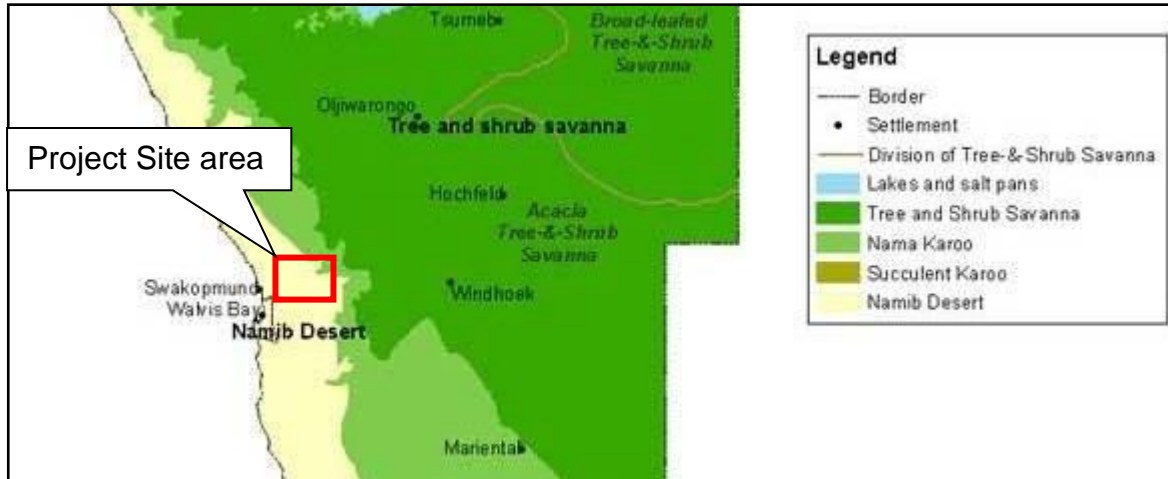 Tsumeb
Broad-leafed
Tree-&-Shrub
Savanna
Otjiwarongo
Tree and shrub savanna
Project Site area
Hochfeld
Acacia
Tree-&-Shrub
Savanna
Swakopmund
Windhoek
Walvis Bay
Namib Desert
Mariental
Legend
Border
Settlement
Division of Tree-&-Shrub Savanna
Lakes and salt pans
Tree and Shrub Savanna
Nama Karoo
Succulent Karoo
Namib Desert